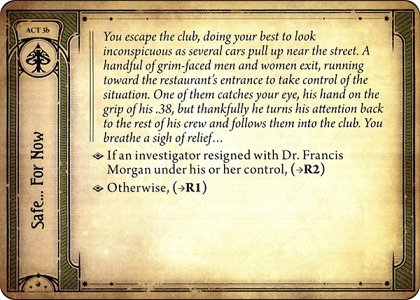 ACT 3b
Safe... For Now
You escape the club, doing your best to look
inconspicuous as several cars pull up near the street. A
handful of grim-faced men and women exit, running
toward the restaurant's entrance to take control of the
situation. One of them catches your eye, his hand on the
grip of his .38, but thankfully he turns his attention back
to the rest of his crew and follows them into the club. You
breathe a sigh of relief…
If an investigator resigned with Dr. Francis
Morgan under his or her control, (→R2)
Otherwise, (→R1)